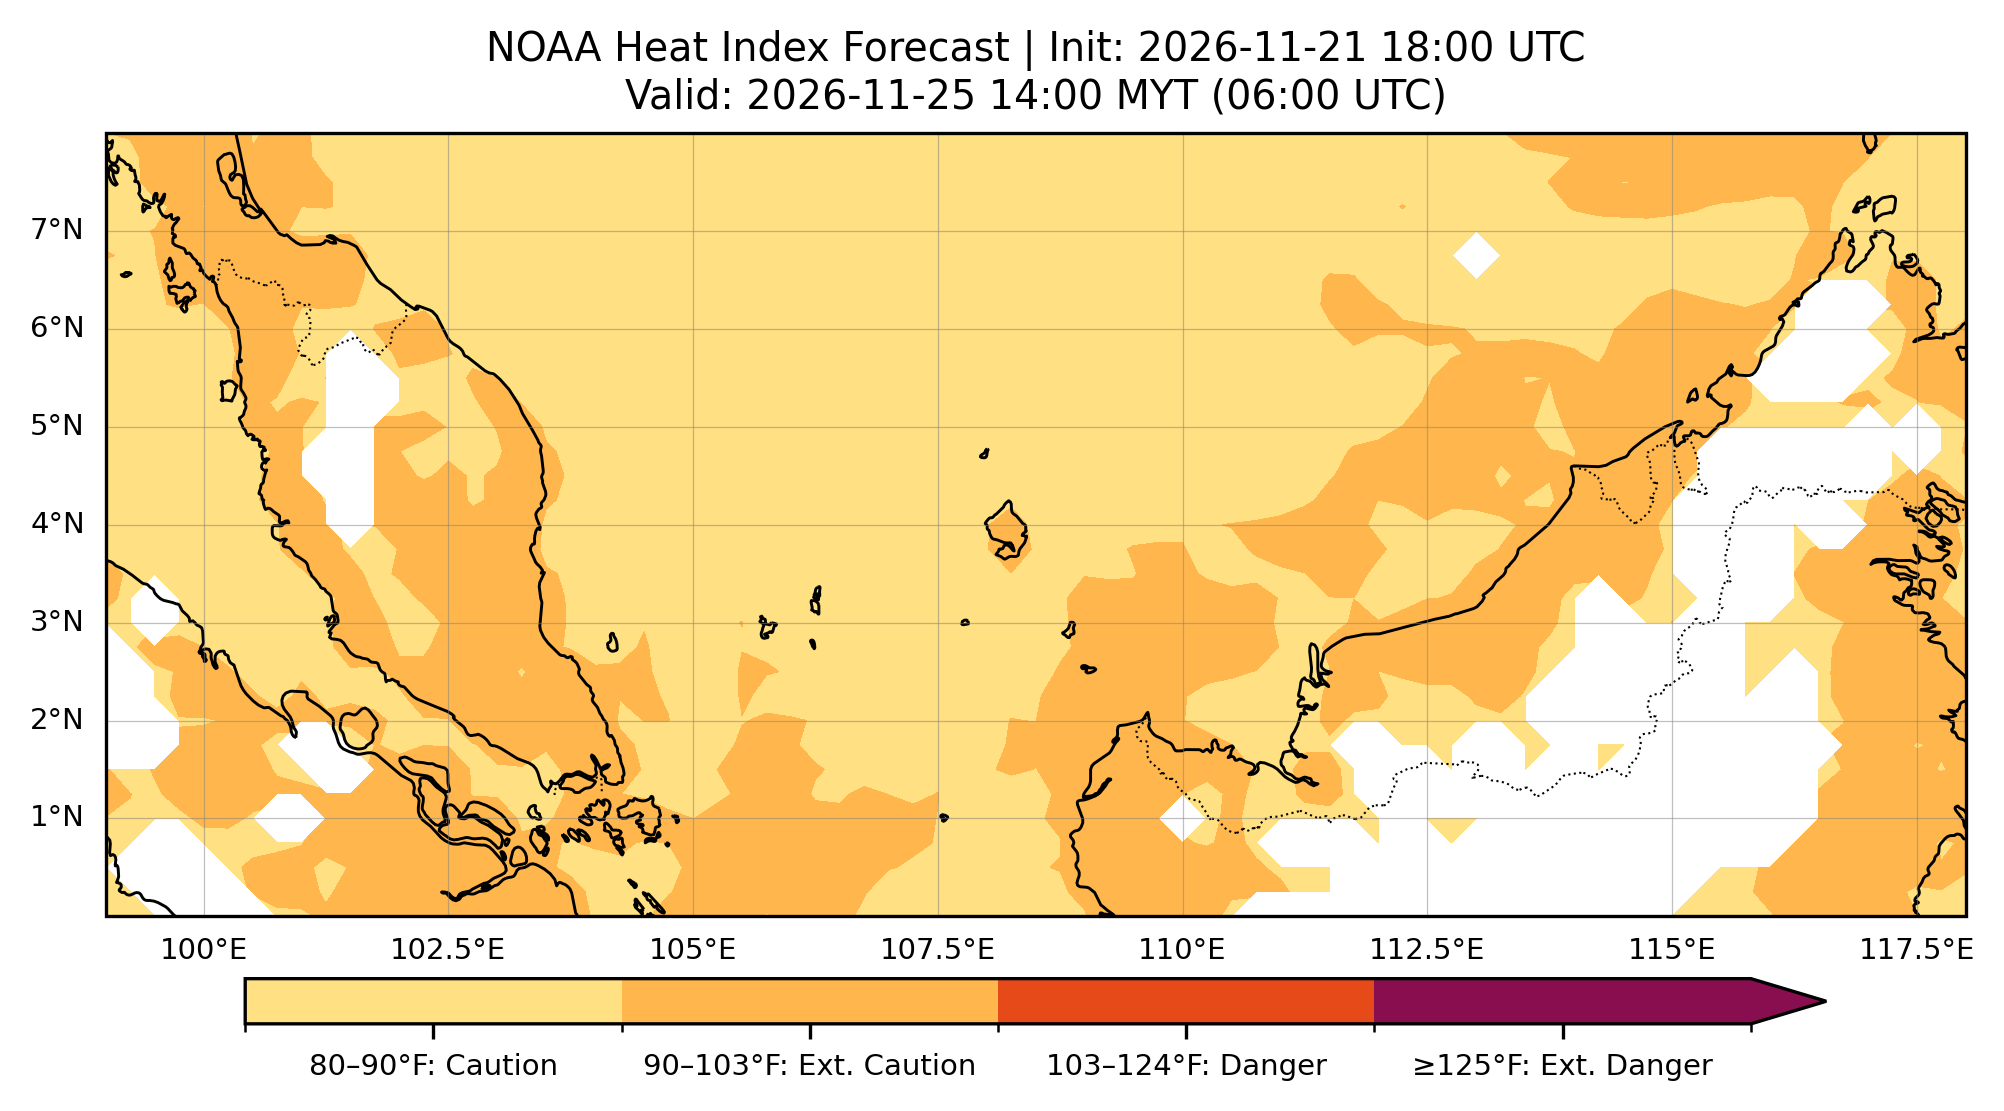 NOAA Heat Index Forecast | Init: 2026-11-21 18:00 UTC
Valid: 2026-11-25 14:00 MYT (06:00 UTC)
7°N
6°N
5°N
4°N
3°N
2°N
1°N
100°E 102.5°E 105°E 107.5°E 110°E 112.5°E 115°E 117.5°E
80–90°F: Caution 90–103°F: Ext. Caution 103–124°F: Danger ≥125°F: Ext. Danger